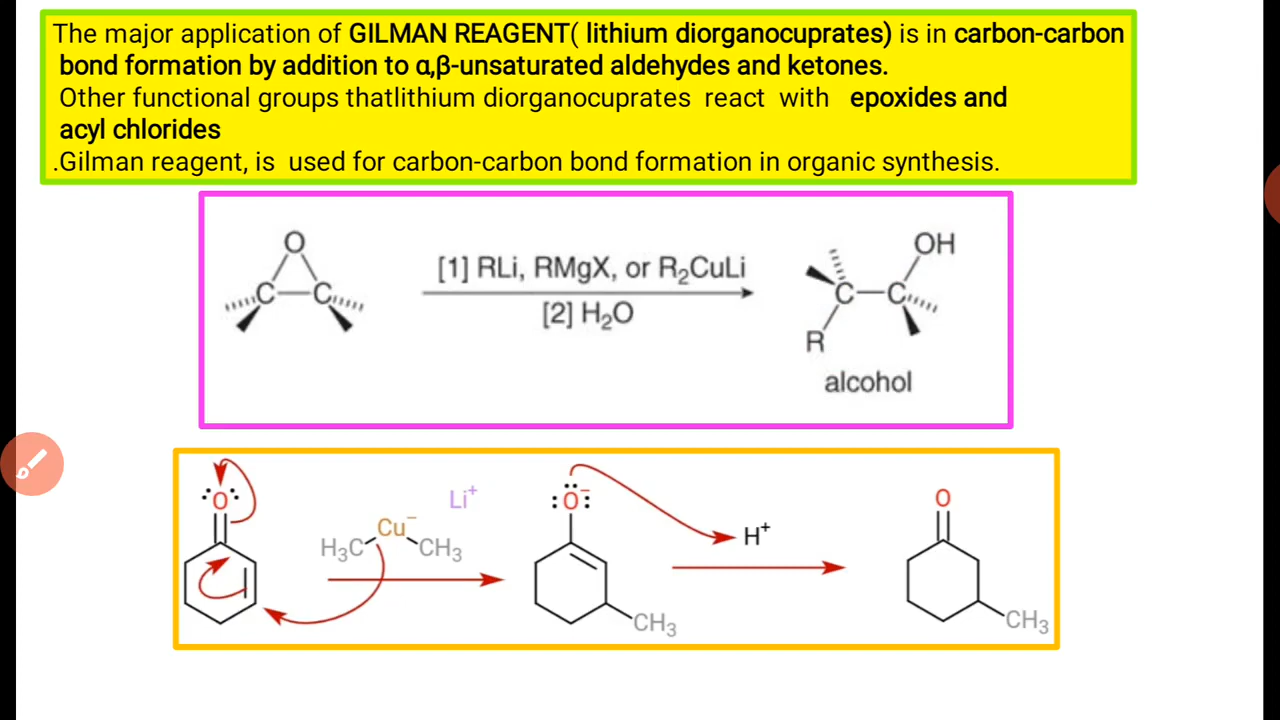 The major application of GILMAN REAGENT( lithium diorganocuprates) is in carbon-carbon
bond formation by addition to α,β-unsaturated aldehydes and ketones.
Other functional groups thatlithium diorganocuprates react with epoxides and
acyl chlorides
.Gilman reagent, is used for carbon-carbon bond formation in organic synthesis.
O
C C
[1] RLi, RMgX, or R₂CuLi
[2] H₂O
OH
C C
R
alcohol
:O:
Li⁺
H₃C Cu⁻ CH₃
:O:⁻
CH₃
H⁺
O
CH₃